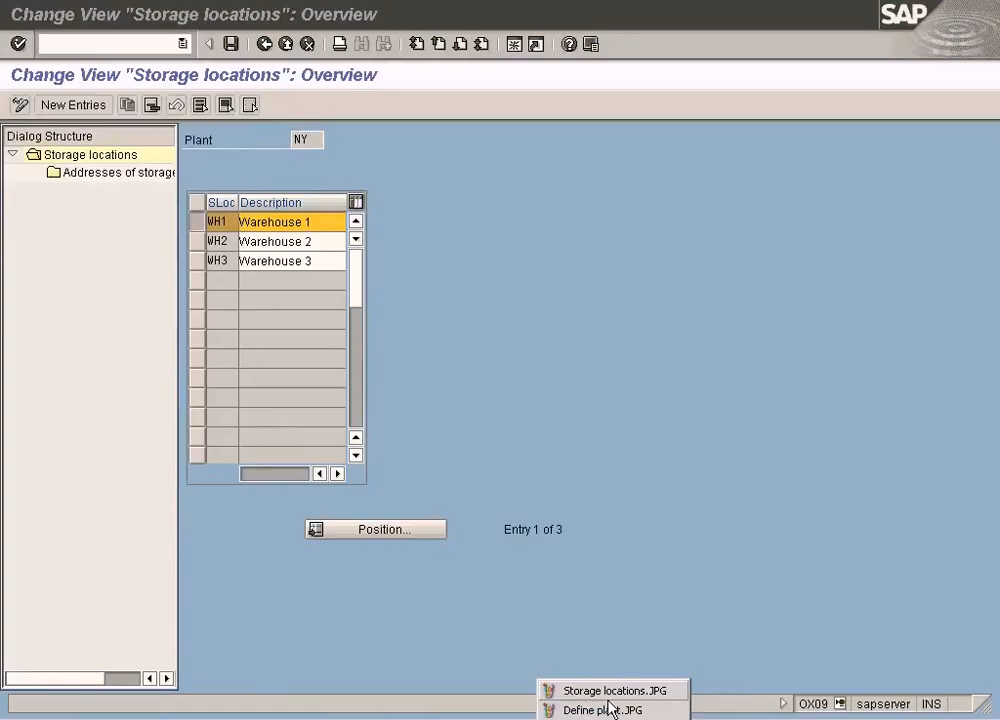 Change View "Storage locations": Overview
SAP
Change View "Storage locations": Overview
New Entries
Dialog Structure
Storage locations
Addresses of storage
Plant NY
SLoc Description
WH1 Warehouse 1
WH2 Warehouse 2
WH3 Warehouse 3
Position...
Entry 1 of 3
Storage locations.JPG
Define plant.JPG
OX09 sapserver INS